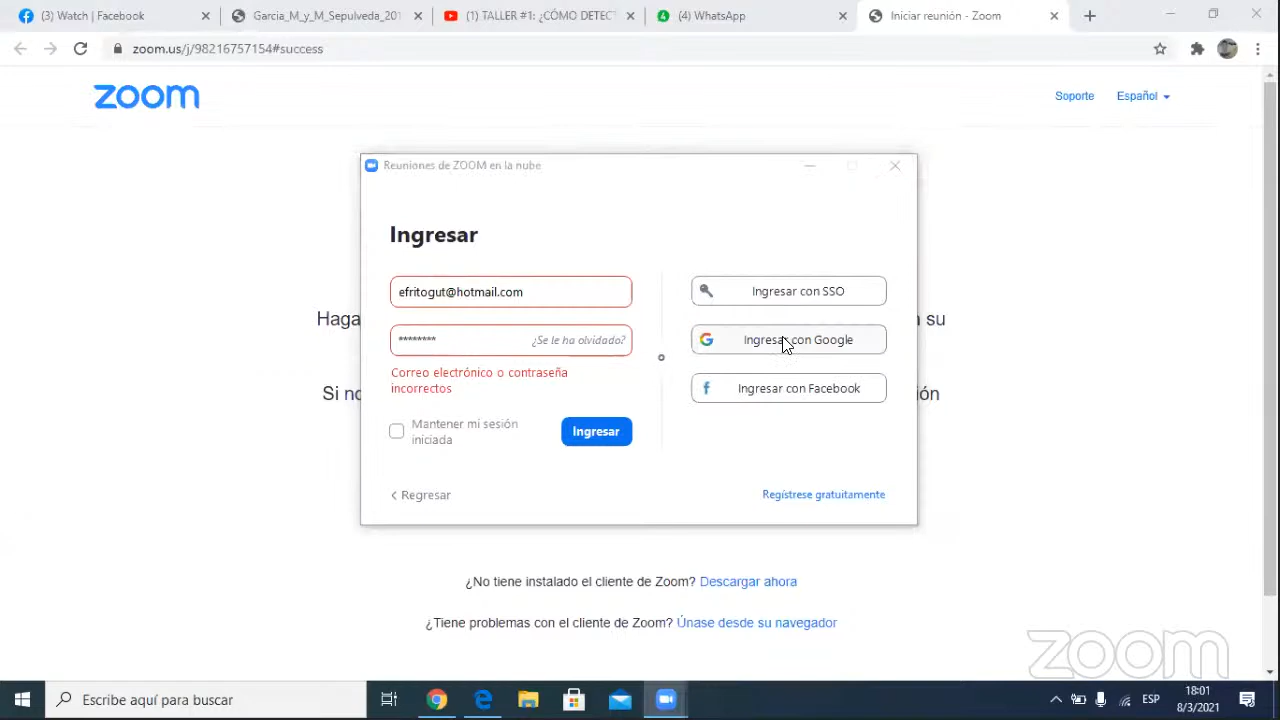 (3) Watch | Facebook
Garcia_M_y_M_Sepulveda_201
(1) TALLER #1: ¿CÓMO DETECT
(4) WhatsApp
Iniciar reunión - Zoom
zoom.us/j/98216757154#success
zoom
Soporte
Español
Reuniones de ZOOM en la nube
Haga
n su
Si no
ión
Ingresar
efritogut@hotmail.com
******** ¿Se le ha olvidado?
Correo electrónico o contraseña
incorrectos
Mantener mi sesión
iniciada
Ingresar
o
Ingresar con SSO
Ingresar con Google
Ingresar con Facebook
Regresar
Regístrese gratuitamente
¿No tiene instalado el cliente de Zoom? Descargar ahora
¿Tiene problemas con el cliente de Zoom? Únase desde su navegador
zoom
Escribe aquí para buscar
ESP
18:01
8/3/2021